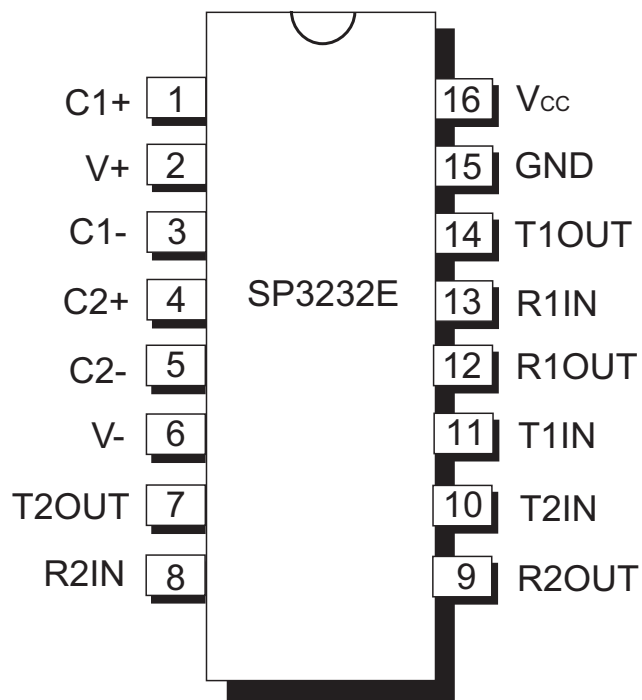 C1+ 1 16 VCC
V+ 2 15 GND
C1- 3 14 T1OUT
C2+ 4 SP3232E 13 R1IN
C2- 5 12 R1OUT
V- 6 11 T1IN
T2OUT 7 10 T2IN
R2IN 8 9 R2OUT